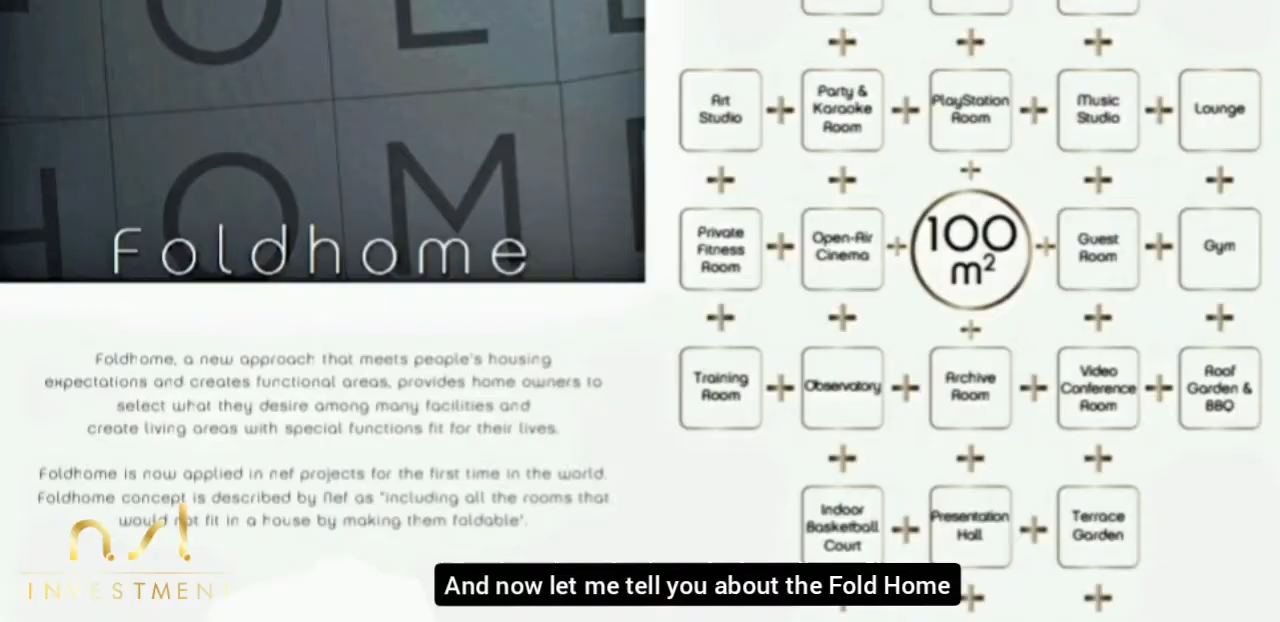 OLE
HOME
Foldhome
Foldhome, a new approach that meets people's housing
expectations and creates functional areas, provides home owners to
select what they desire among many facilities and
create living areas with special functions fit for their lives.
Foldhome is now applied in nef projects for the first time in the world.
Foldhome concept is described by Nef as "including all the rooms that
would not fit in a house by making them foldable".
nsl
INVESTMENT
Art
Studio
Party &
Karaoke
Room
PlayStation
Room
Music
Studio
Lounge
Private
Fitness
Room
Open-Air
Cinema
100
m²
Guest
Room
Gym
Training
Room
Observatory
Archive
Room
Video
Conference
Room
Roof
Garden &
BBQ
Indoor
Basketball
Court
Presentation
Hall
Terrace
Garden
And now let me tell you about the Fold Home